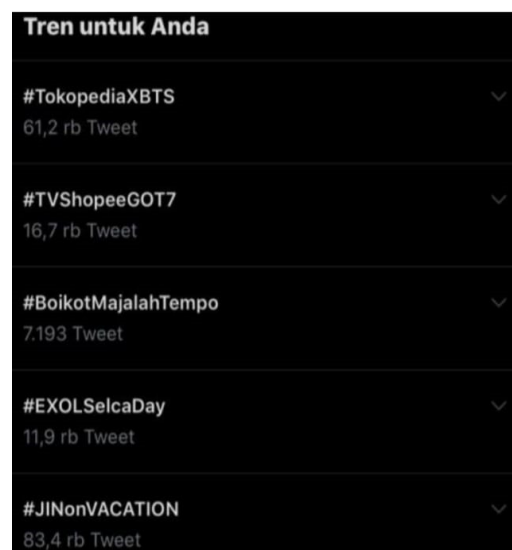 Tren untuk Anda
#TokopediaXBTS
61,2 rb Tweet
#TVShopeeGOT7
16,7 rb Tweet
#BoikotMajalahTempo
7.193 Tweet
#EXOLSelcaDay
11,9 rb Tweet
#JINonVACATION
83,4 rb Tweet